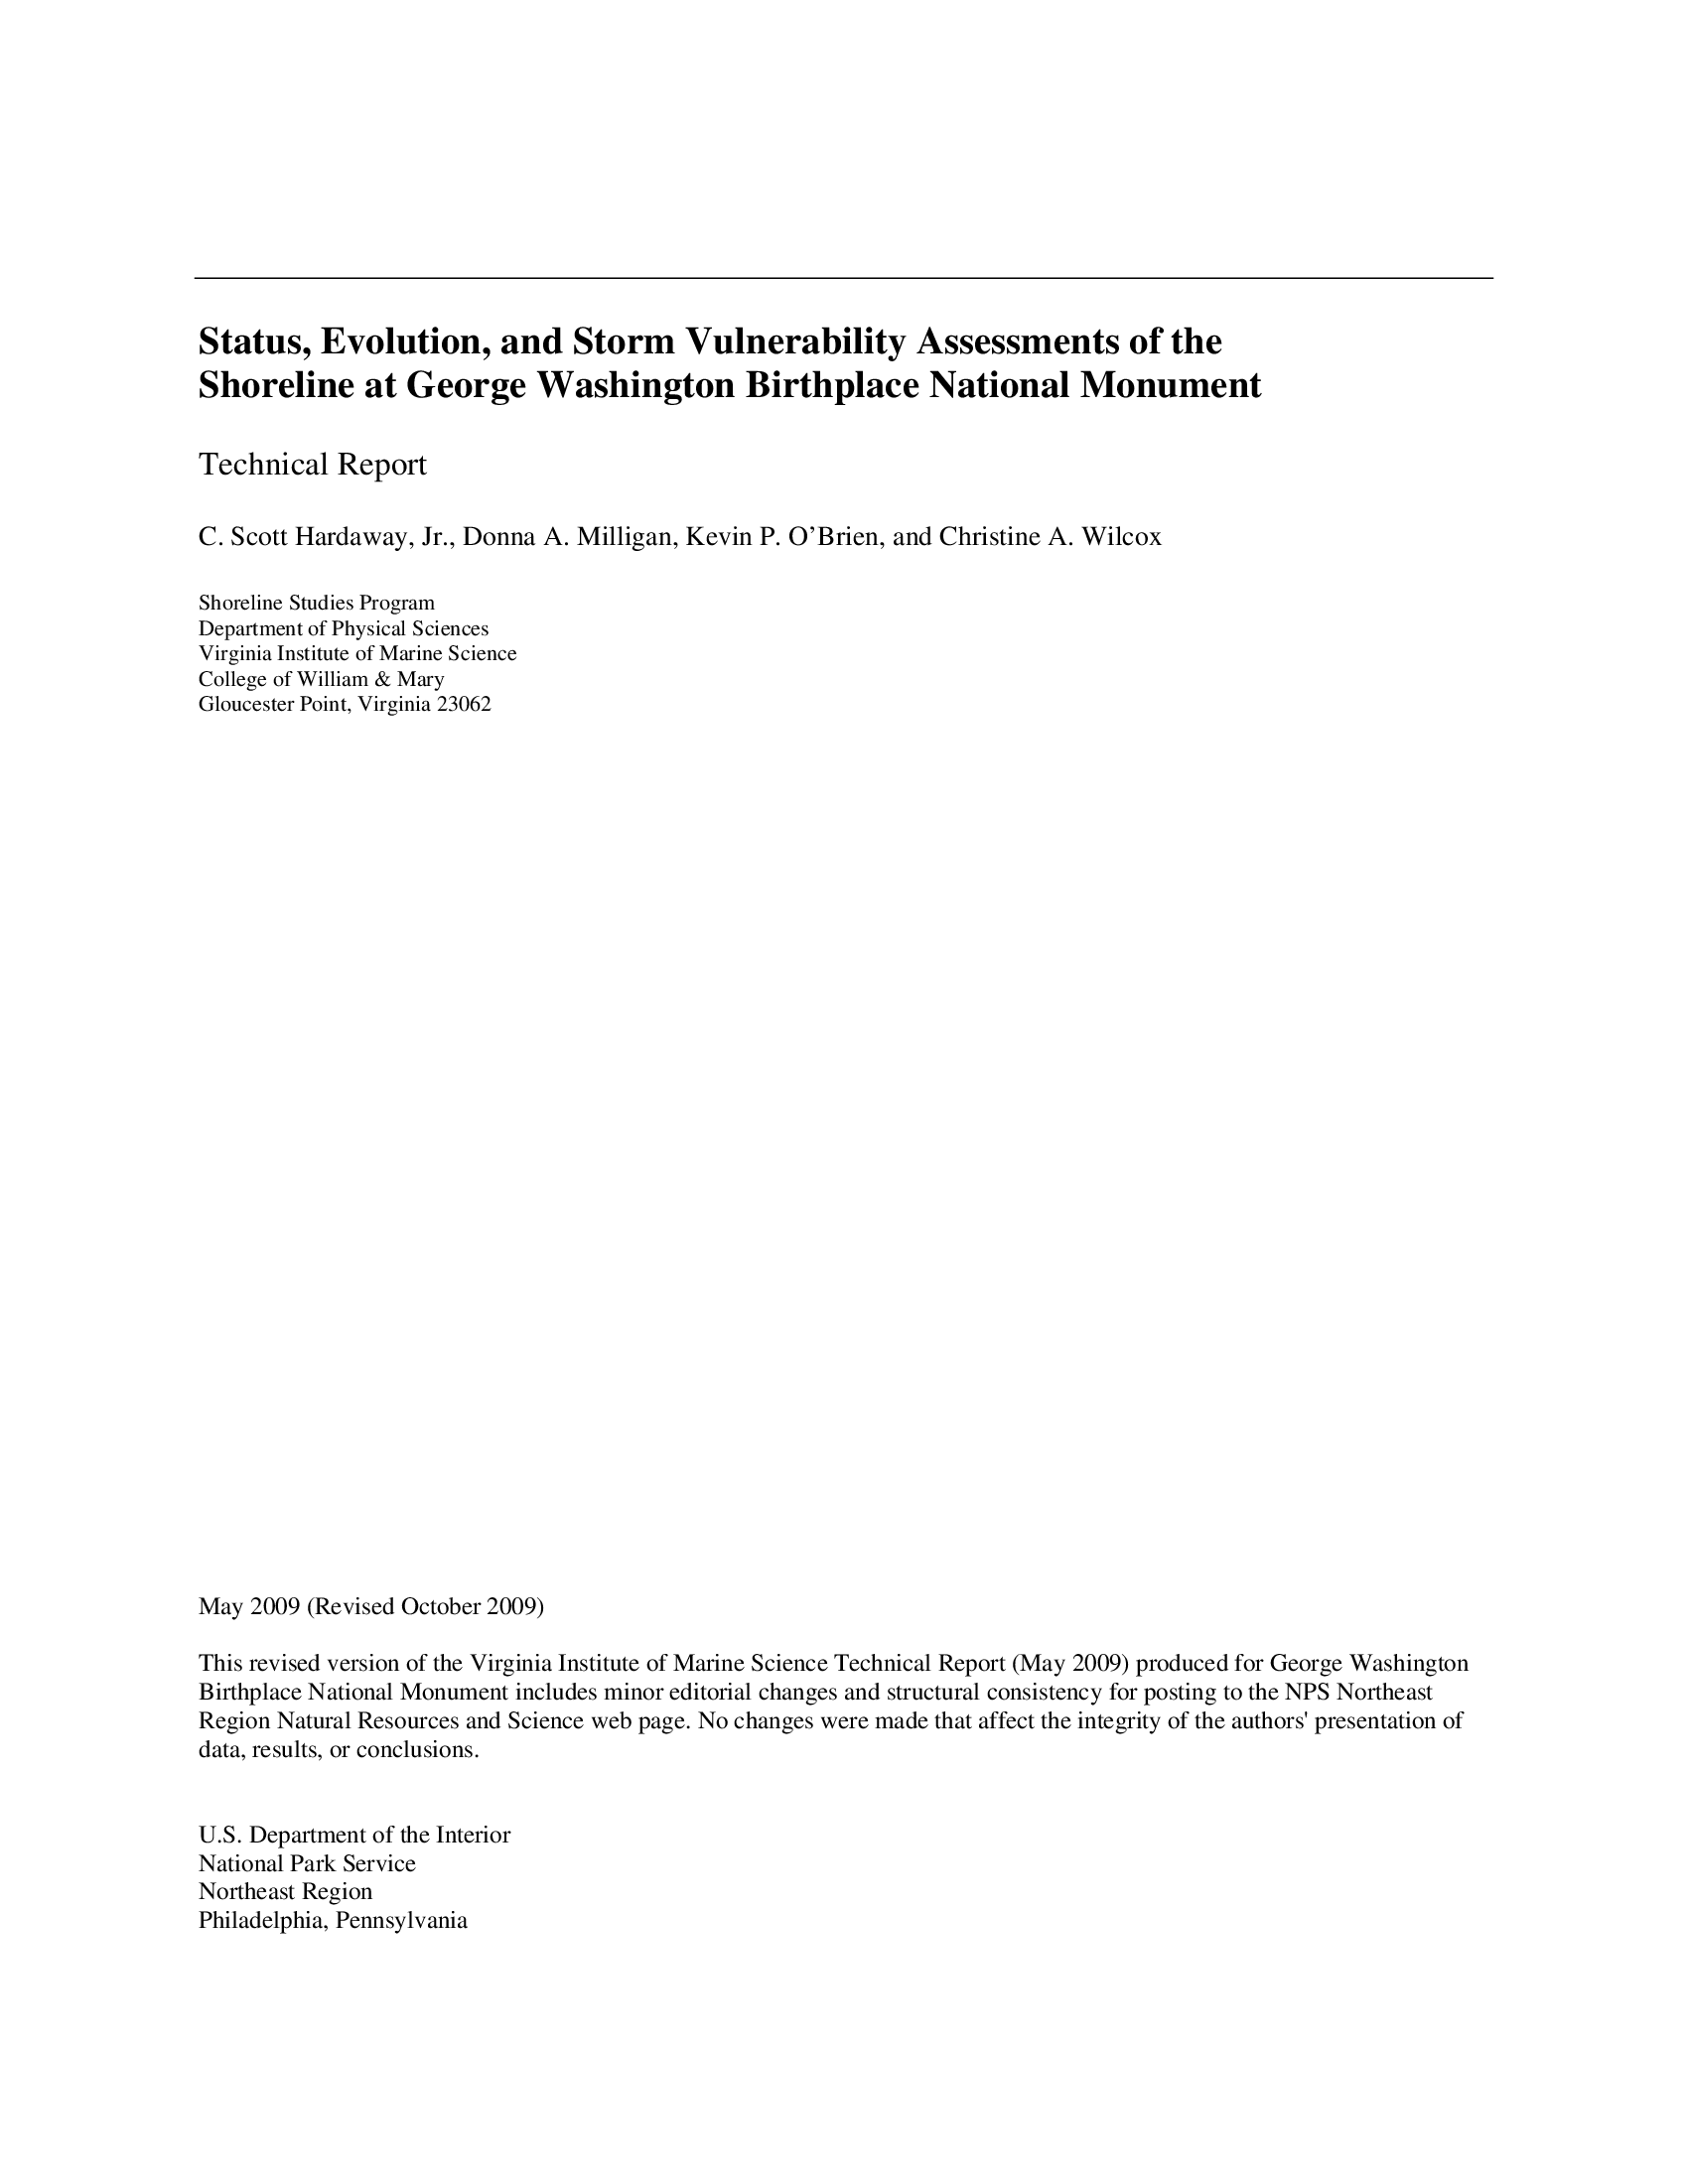 Status, Evolution, and Storm Vulnerability Assessments of the
Shoreline at George Washington Birthplace National Monument
Technical Report
C. Scott Hardaway, Jr., Donna A. Milligan, Kevin P. O’Brien, and Christine A. Wilcox
Shoreline Studies Program
Department of Physical Sciences
Virginia Institute of Marine Science
College of William & Mary
Gloucester Point, Virginia 23062
May 2009 (Revised October 2009)
This revised version of the Virginia Institute of Marine Science Technical Report (May 2009) produced for George Washington
Birthplace National Monument includes minor editorial changes and structural consistency for posting to the NPS Northeast
Region Natural Resources and Science web page. No changes were made that affect the integrity of the authors' presentation of
data, results, or conclusions.
U.S. Department of the Interior
National Park Service
Northeast Region
Philadelphia, Pennsylvania